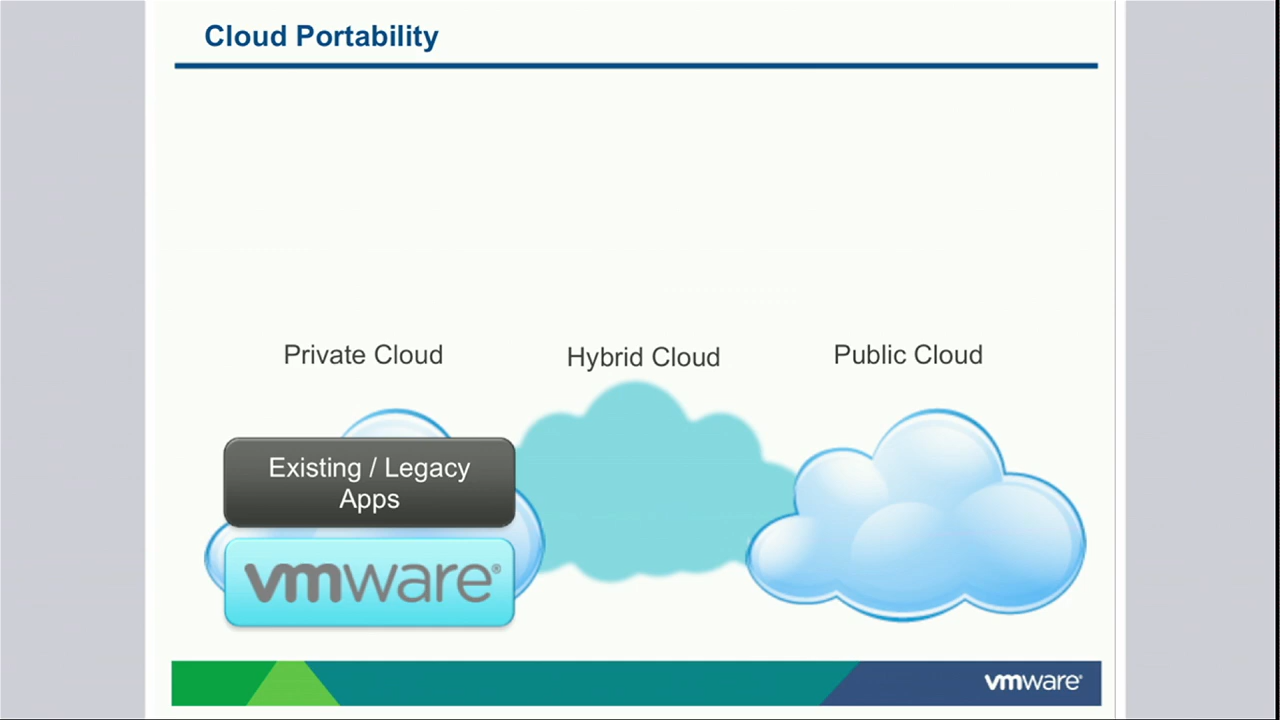 Cloud Portability
Private Cloud
Hybrid Cloud
Public Cloud
Existing / Legacy
Apps
vmware®
vmware®